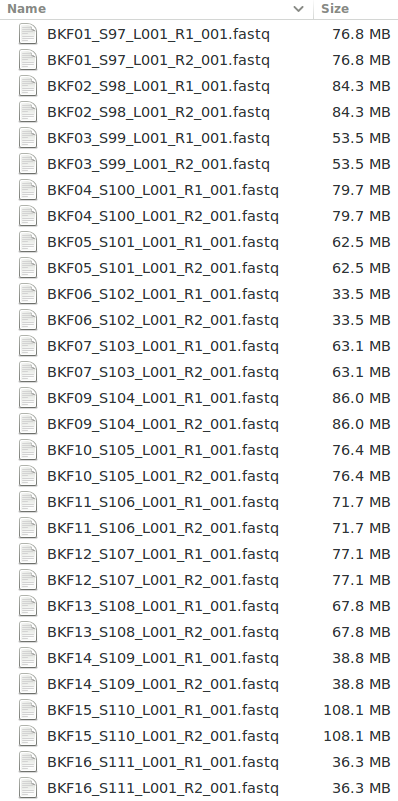 Name Size
BKF01_S97_L001_R1_001.fastq 76.8 MB
BKF01_S97_L001_R2_001.fastq 76.8 MB
BKF02_S98_L001_R1_001.fastq 84.3 MB
BKF02_S98_L001_R2_001.fastq 84.3 MB
BKF03_S99_L001_R1_001.fastq 53.5 MB
BKF03_S99_L001_R2_001.fastq 53.5 MB
BKF04_S100_L001_R1_001.fastq 79.7 MB
BKF04_S100_L001_R2_001.fastq 79.7 MB
BKF05_S101_L001_R1_001.fastq 62.5 MB
BKF05_S101_L001_R2_001.fastq 62.5 MB
BKF06_S102_L001_R1_001.fastq 33.5 MB
BKF06_S102_L001_R2_001.fastq 33.5 MB
BKF07_S103_L001_R1_001.fastq 63.1 MB
BKF07_S103_L001_R2_001.fastq 63.1 MB
BKF09_S104_L001_R1_001.fastq 86.0 MB
BKF09_S104_L001_R2_001.fastq 86.0 MB
BKF10_S105_L001_R1_001.fastq 76.4 MB
BKF10_S105_L001_R2_001.fastq 76.4 MB
BKF11_S106_L001_R1_001.fastq 71.7 MB
BKF11_S106_L001_R2_001.fastq 71.7 MB
BKF12_S107_L001_R1_001.fastq 77.1 MB
BKF12_S107_L001_R2_001.fastq 77.1 MB
BKF13_S108_L001_R1_001.fastq 67.8 MB
BKF13_S108_L001_R2_001.fastq 67.8 MB
BKF14_S109_L001_R1_001.fastq 38.8 MB
BKF14_S109_L001_R2_001.fastq 38.8 MB
BKF15_S110_L001_R1_001.fastq 108.1 MB
BKF15_S110_L001_R2_001.fastq 108.1 MB
BKF16_S111_L001_R1_001.fastq 36.3 MB
BKF16_S111_L001_R2_001.fastq 36.3 MB